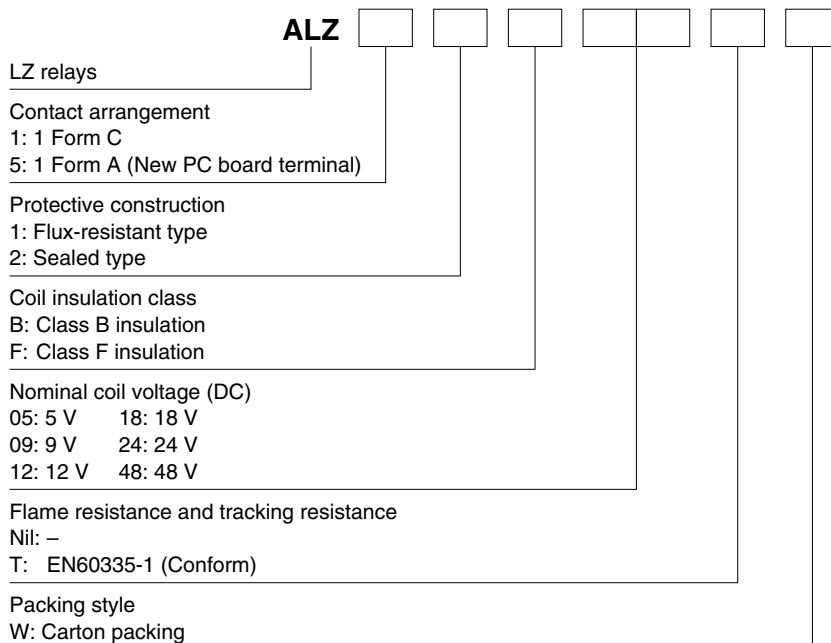 ALZ
LZ relays
Contact arrangement
1: 1 Form C
5: 1 Form A (New PC board terminal)
Protective construction
1: Flux-resistant type
2: Sealed type
Coil insulation class
B: Class B insulation
F: Class F insulation
Nominal coil voltage (DC)
05: 5 V 18: 18 V
09: 9 V 24: 24 V
12: 12 V 48: 48 V
Flame resistance and tracking resistance
Nil: –
T: EN60335-1 (Conform)
Packing style
W: Carton packing